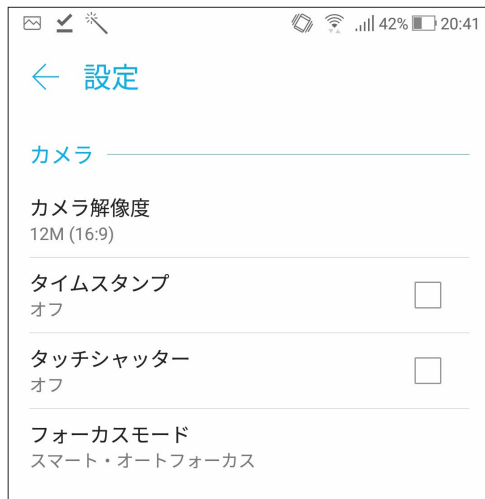 42% 20:41
設定
カメラ
カメラ解像度
12M (16:9)
タイムスタンプ
オフ
タッチシャッター
オフ
フォーカスモード
スマート・オートフォーカス